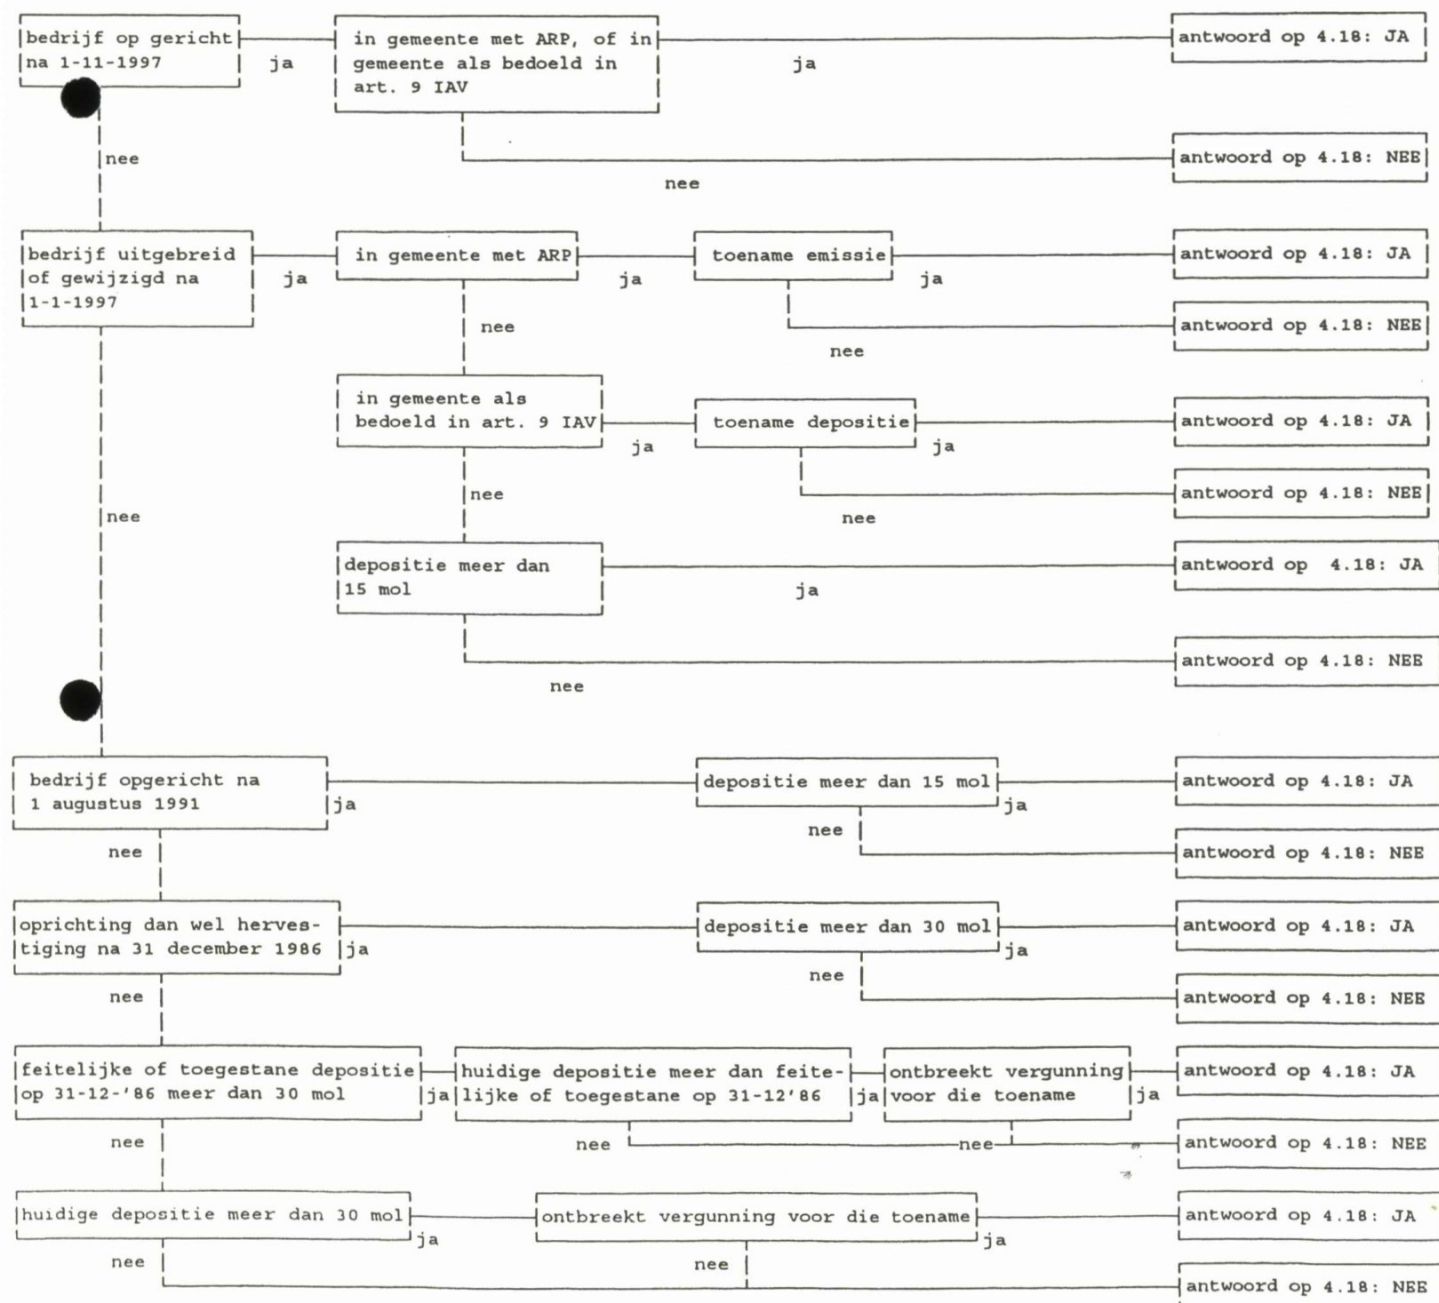 bedrijf op gericht
na 1-11-1997
ja
in gemeente met ARP, of in
gemeente als bedoeld in
art. 9 IAV
ja
antwoord op 4.18: JA
nee
nee
antwoord op 4.18: NEE
bedrijf uitgebreid
of gewijzigd na
1-1-1997
ja
in gemeente met ARP
ja
toename emissie
ja
antwoord op 4.18: JA
nee
nee
antwoord op 4.18: NEE
in gemeente als
bedoeld in art. 9 IAV
ja
toename depositie
ja
antwoord op 4.18: JA
nee
nee
nee
antwoord op 4.18: NEE
depositie meer dan
15 mol
ja
antwoord op 4.18: JA
nee
antwoord op 4.18: NEE
bedrijf opgericht na
1 augustus 1991
ja
depositie meer dan 15 mol
ja
antwoord op 4.18: JA
nee
nee
antwoord op 4.18: NEE
oprichting dan wel herves-
tiging na 31 december 1986
ja
depositie meer dan 30 mol
ja
antwoord op 4.18: JA
nee
nee
antwoord op 4.18: NEE
feitelijke of toegestane depositie
op 31-12-'86 meer dan 30 mol
ja
huidige depositie meer dan feite-
lijke of toegestane op 31-12'86
ja
ontbreekt vergunning
voor die toename
ja
antwoord op 4.18: JA
nee
nee
nee
antwoord op 4.18: NEE
huidige depositie meer dan 30 mol
ja
ontbreekt vergunning voor die toename
ja
antwoord op 4.18: JA
nee
nee
antwoord op 4.18: NEE